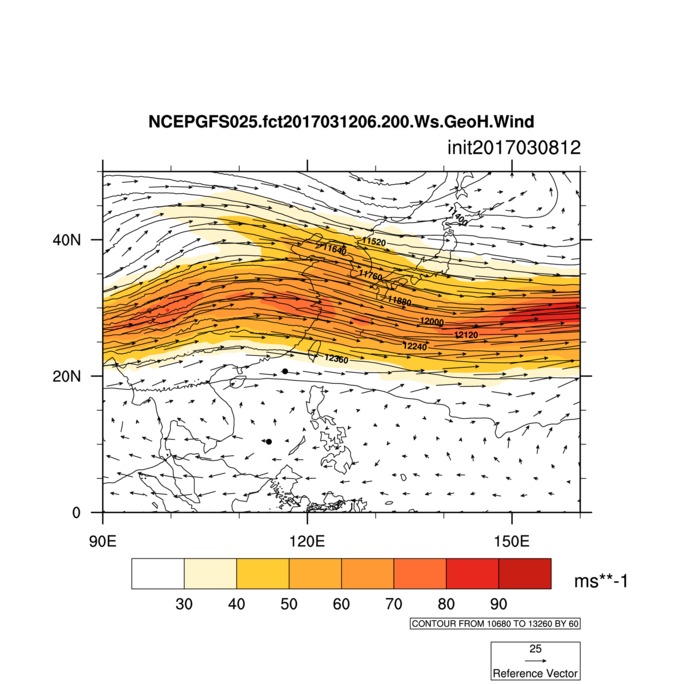 NCEPGFS025.fct2017031206.200.Ws.GeoH.Wind
init2017030812
40N
20N
0
11400
11520
11640
11760
11880
12000
12120
12240
12360
90E 120E 150E
ms**-1
30 40 50 60 70 80 90
CONTOUR FROM 10680 TO 13260 BY 60
25
Reference Vector